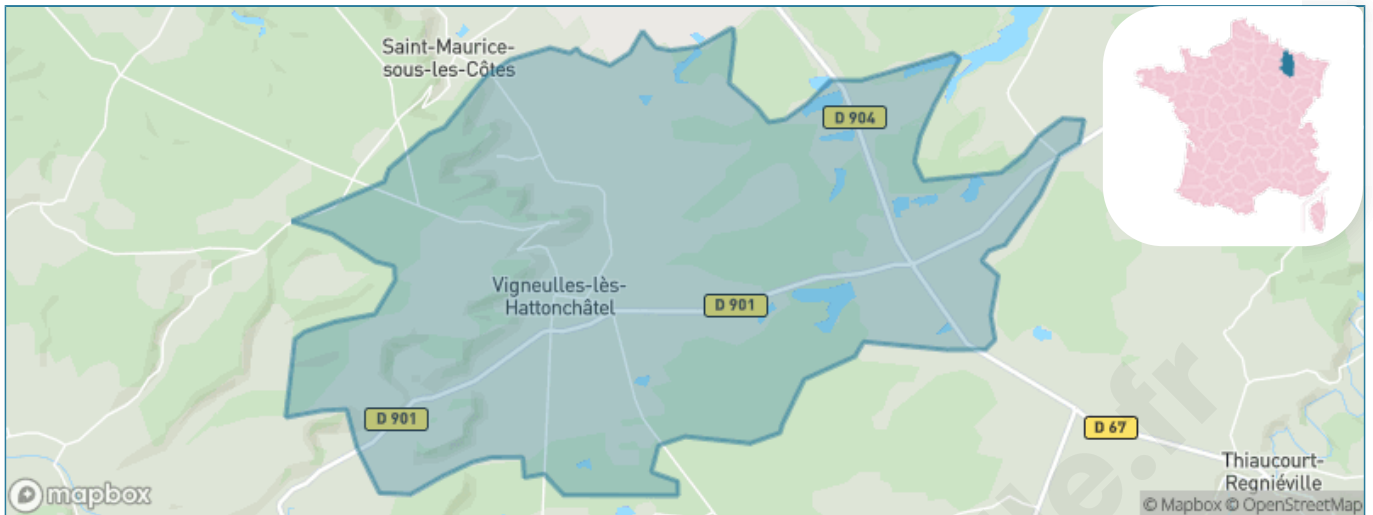 Saint-Maurice-
sous-les-Côtes
D 904
Vigneulles-lès-
Hattonchâtel
D 901
D 901
D 67
Thiaucourt-
Regniéville
mapbox
© Mapbox © OpenStreetMap